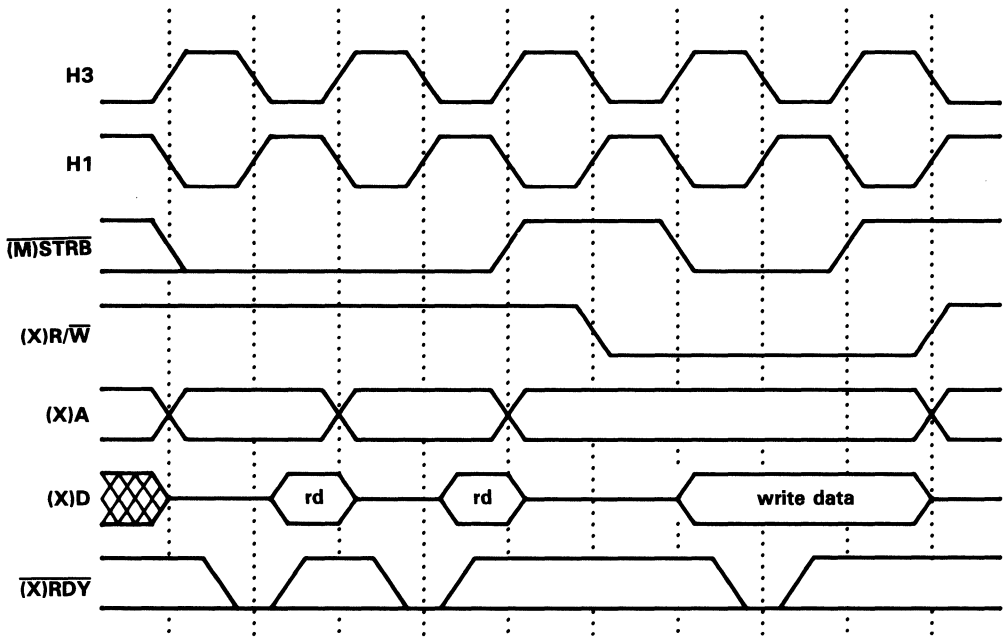 H3
H1
(M)STRB
(X)R/W
(X)A
(X)D rd rd write data
(X)RDY